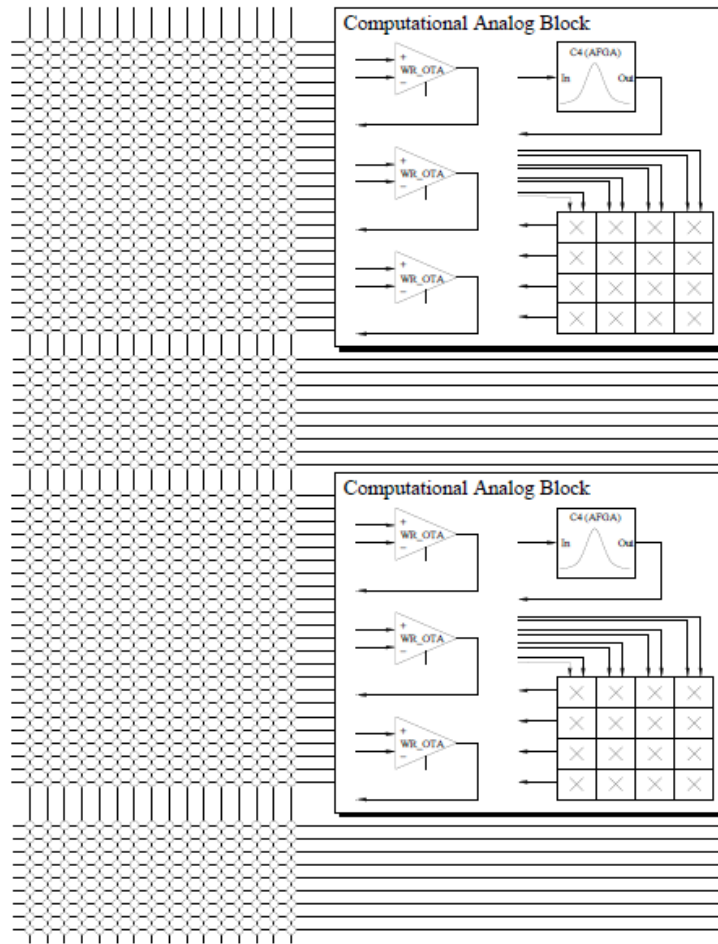 Computational Analog Block
+
WR_OTA
−
C4 (AFGA)
In Out
+
WR_OTA
−
+
WR_OTA
−
Computational Analog Block
+
WR_OTA
−
C4 (AFGA)
In Out
+
WR_OTA
−
+
WR_OTA
−